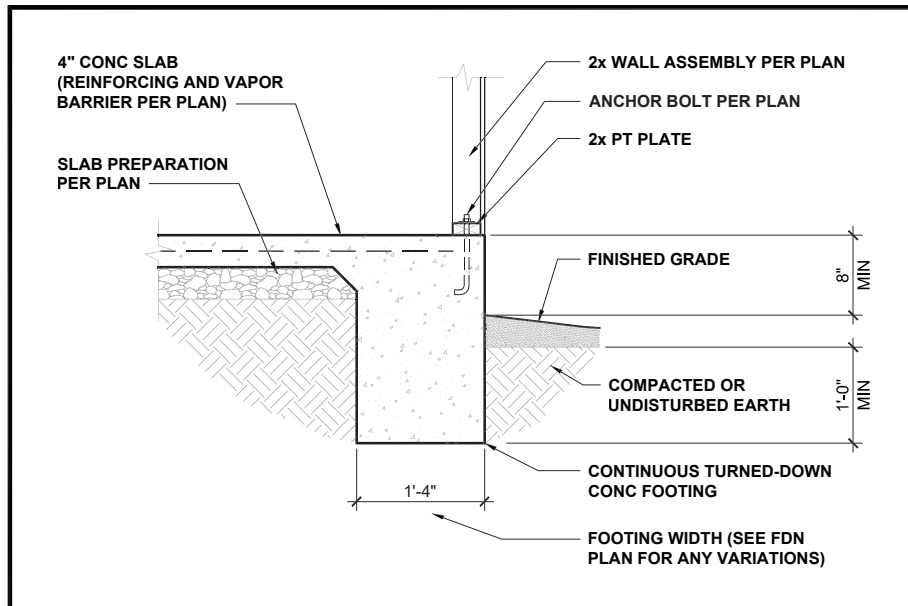 4" CONC SLAB
(REINFORCING AND VAPOR
BARRIER PER PLAN)
SLAB PREPARATION
PER PLAN
2x WALL ASSEMBLY PER PLAN
ANCHOR BOLT PER PLAN
2x PT PLATE
FINISHED GRADE
8"
MIN
COMPACTED OR
UNDISTURBED EARTH
1'-0"
MIN
CONTINUOUS TURNED-DOWN
CONC FOOTING
1'-4"
FOOTING WIDTH (SEE FDN
PLAN FOR ANY VARIATIONS)